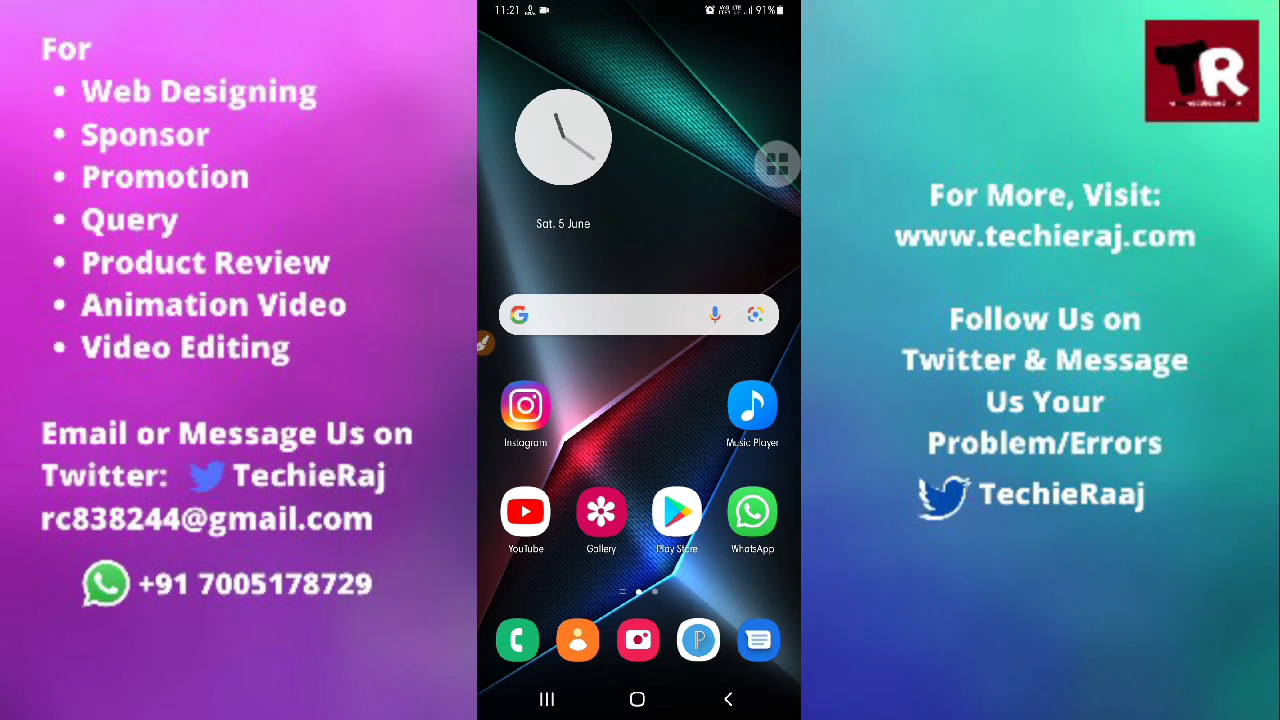 For
• Web Designing
• Sponsor
• Promotion
• Query
• Product Review
• Animation Video
• Video Editing
Email or Message Us on
Twitter: TechieRaj
rc838244@gmail.com
+91 7005178729
11:21
91%
Sat, 5 June
Instagram
Music Player
YouTube
Gallery
Play Store
WhatsApp
TR
For More, Visit:
www.techieraj.com
Follow Us on
Twitter & Message
Us Your
Problem/Errors
TechieRaaj